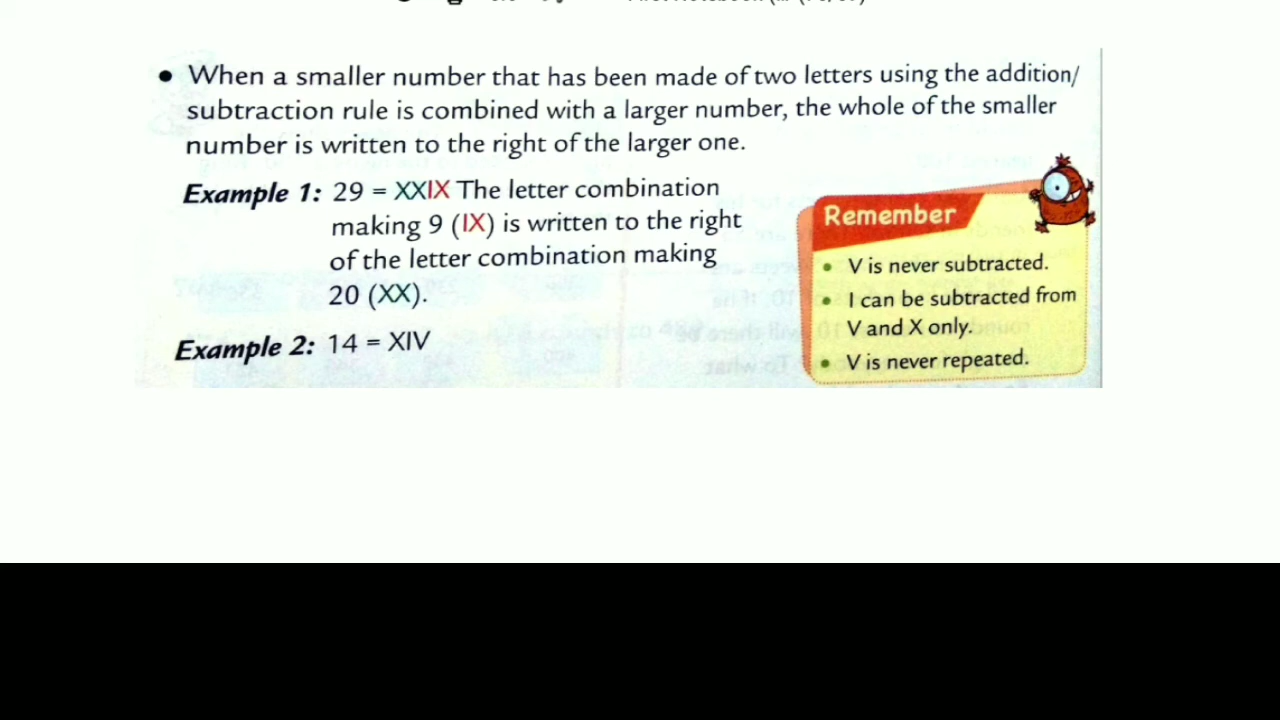 • When a smaller number that has been made of two letters using the addition/
subtraction rule is combined with a larger number, the whole of the smaller
number is written to the right of the larger one.
Example 1: 29 = XXIX The letter combination
making 9 (IX) is written to the right
of the letter combination making
20 (XX).
Example 2: 14 = XIV
Remember
• V is never subtracted.
• I can be subtracted from
V and X only.
• V is never repeated.